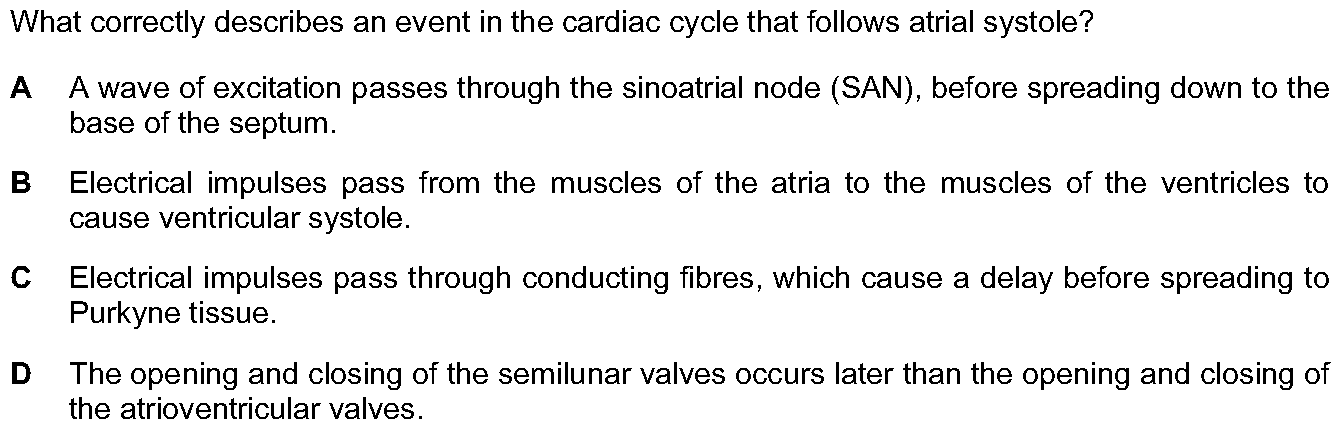 What correctly describes an event in the cardiac cycle that follows atrial systole?
A A wave of excitation passes through the sinoatrial node (SAN), before spreading down to the
base of the septum.
B Electrical impulses pass from the muscles of the atria to the muscles of the ventricles to
cause ventricular systole.
C Electrical impulses pass through conducting fibres, which cause a delay before spreading to
Purkyne tissue.
D The opening and closing of the semilunar valves occurs later than the opening and closing of
the atrioventricular valves.